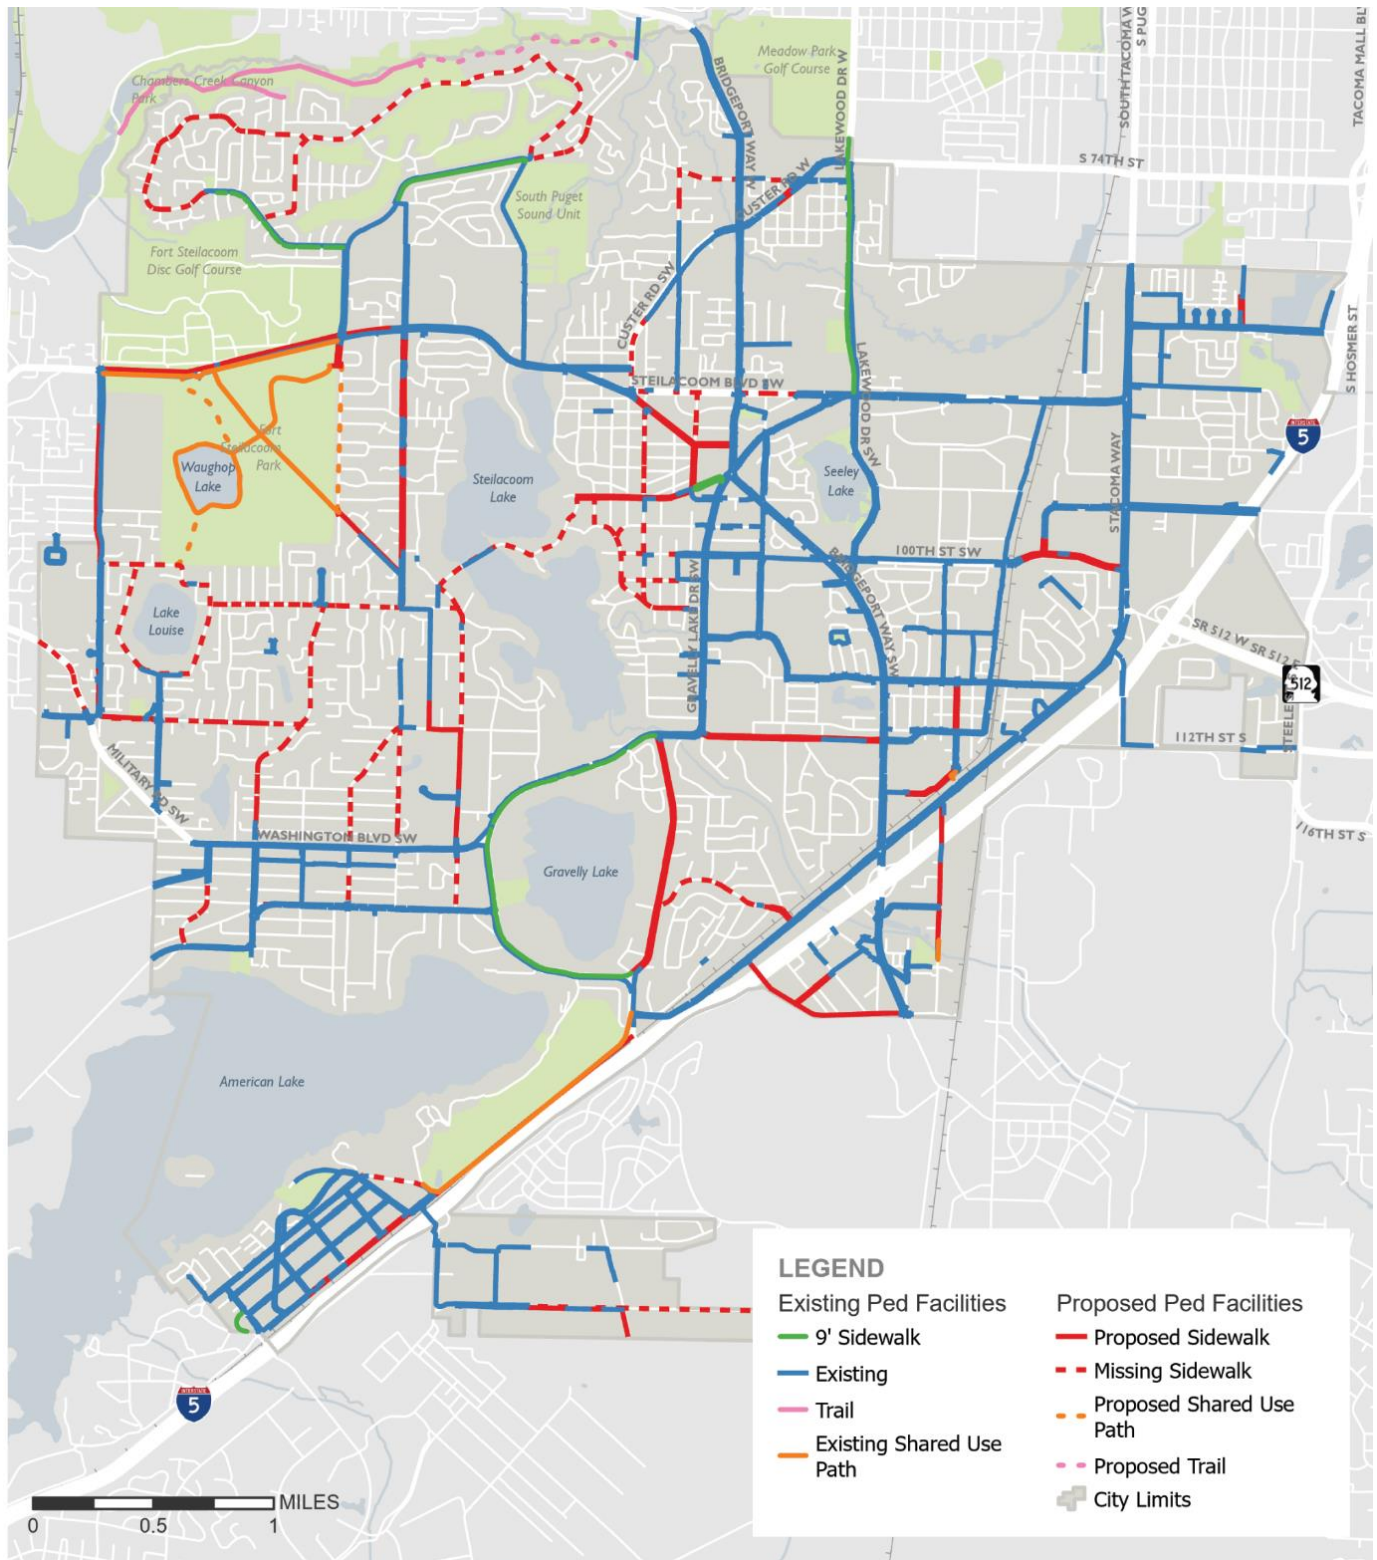 Chambers Creek Canyon
Park
Meadow Park
Golf Course
BRIDGEPORT WAY W
LAKEWOOD DR W
SOUTH TACOMA W
S PUG
TACOMA MALL BL
S 74TH ST
CUSTER RD W
South Puget
Sound Unit
Fort Steilacoom
Disc Golf Course
CUSTER RD SW
S HOSMER ST
STEILACOOM BLVD SW
LAKEWOOD DR SW
INTERSTATE
5
Fort
Steilacoom
Park
Waughop
Lake
Steilacoom
Lake
Seeley
Lake
S TACOMA WAY
100TH ST SW
BRIDGEPORT WAY SW
GRAVELLY LAKE DR SW
Lake
Louise
SR 512 W
SR 512 E
512
STEELE
112TH ST S
MILITARY RD SW
WASHINGTON BLVD SW
116TH ST S
Gravelly Lake
American Lake
INTERSTATE
5
LEGEND
Existing Ped Facilities
9' Sidewalk
Existing
Trail
Existing Shared Use
Path
Proposed Ped Facilities
Proposed Sidewalk
Missing Sidewalk
Proposed Shared Use
Path
Proposed Trail
City Limits
MILES
0 0.5 1